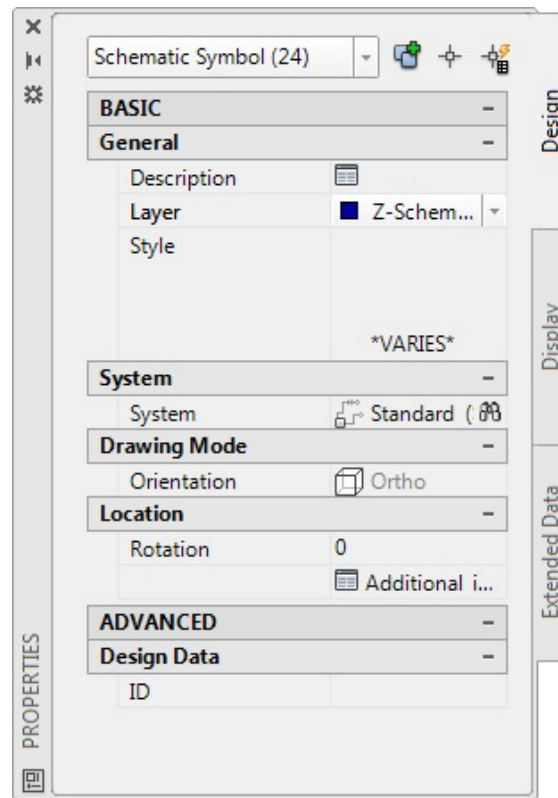 Schematic Symbol (24)
BASIC
General
Description
Layer Z-Schem...
Style
*VARIES*
System
System Standard (
Drawing Mode
Orientation Ortho
Location
Rotation 0
Additional i...
ADVANCED
Design Data
ID
Design
Display
Extended Data
PROPERTIES